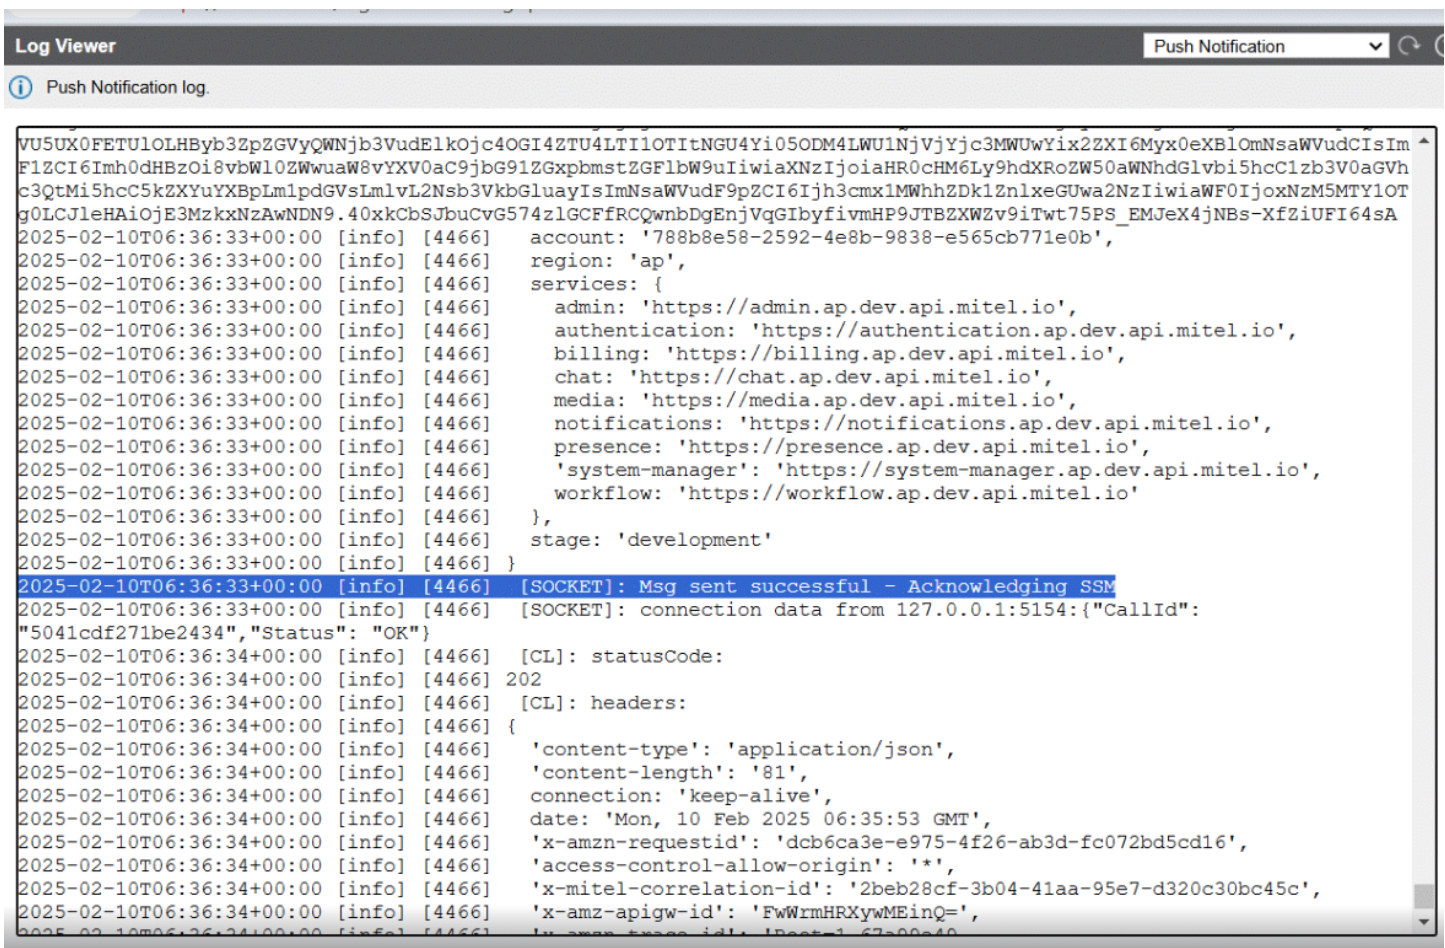 Log Viewer
Push Notification
Push Notification log.
VU5UX0FETUlOLHByb3ZpZGVyQWNjb3VudElkOjc4OGI4ZTU4LTI1OTItNGU4Yi05ODM4LWU1NjVjYjc3MWUwYix2ZXI6Myx0eXBlOmNsaWVudCIsIm
F1ZCI6Imh0dHBzOi8vbWl0ZWwuaW8vYXV0aC9jbG91ZGxpbmstZGFlbW9uIiwiaXNzIjoiaHR0cHM6Ly9hdXRoZW50aWNhdGlvbi5hcC1zb3V0aGVh
c3QtMi5hcC5kZXYuYXBpLm1pdGVsLmlvL2Nsb3VkbGluayIsImNsaWVudF9pZCI6Ijh3cmx1MWhhZDk1ZnlxeGUwa2NzIiwiaWF0IjoxNzM5MTY1OT
g0LCJleHAiOjE3MzkxNzAwNDN9.40xkCbSJbuCvG574zlGCFfRCQwnbDgEnjVqGIbyfivmHP9JTBZXWZv9iTwt75PS_EMJeX4jNBs-XfZiUFI64sA
2025-02-10T06:36:33+00:00 [info] [4466]   account: '788b8e58-2592-4e8b-9838-e565cb771e0b',
2025-02-10T06:36:33+00:00 [info] [4466]   region: 'ap',
2025-02-10T06:36:33+00:00 [info] [4466]   services: {
2025-02-10T06:36:33+00:00 [info] [4466]     admin: 'https://admin.ap.dev.api.mitel.io',
2025-02-10T06:36:33+00:00 [info] [4466]     authentication: 'https://authentication.ap.dev.api.mitel.io',
2025-02-10T06:36:33+00:00 [info] [4466]     billing: 'https://billing.ap.dev.api.mitel.io',
2025-02-10T06:36:33+00:00 [info] [4466]     chat: 'https://chat.ap.dev.api.mitel.io',
2025-02-10T06:36:33+00:00 [info] [4466]     media: 'https://media.ap.dev.api.mitel.io',
2025-02-10T06:36:33+00:00 [info] [4466]     notifications: 'https://notifications.ap.dev.api.mitel.io',
2025-02-10T06:36:33+00:00 [info] [4466]     presence: 'https://presence.ap.dev.api.mitel.io',
2025-02-10T06:36:33+00:00 [info] [4466]     'system-manager': 'https://system-manager.ap.dev.api.mitel.io',
2025-02-10T06:36:33+00:00 [info] [4466]     workflow: 'https://workflow.ap.dev.api.mitel.io'
2025-02-10T06:36:33+00:00 [info] [4466]   },
2025-02-10T06:36:33+00:00 [info] [4466]   stage: 'development'
2025-02-10T06:36:33+00:00 [info] [4466] }
2025-02-10T06:36:33+00:00 [info] [4466]  [SOCKET]: Msg sent successful - Acknowledging SSM
2025-02-10T06:36:33+00:00 [info] [4466]  [SOCKET]: connection data from 127.0.0.1:5154:{"CallId":
"5041cdf271be2434","Status": "OK"}
2025-02-10T06:36:34+00:00 [info] [4466]  [CL]: statusCode:
2025-02-10T06:36:34+00:00 [info] [4466] 202
2025-02-10T06:36:34+00:00 [info] [4466]  [CL]: headers:
2025-02-10T06:36:34+00:00 [info] [4466] {
2025-02-10T06:36:34+00:00 [info] [4466]   'content-type': 'application/json',
2025-02-10T06:36:34+00:00 [info] [4466]   'content-length': '81',
2025-02-10T06:36:34+00:00 [info] [4466]   connection: 'keep-alive',
2025-02-10T06:36:34+00:00 [info] [4466]   date: 'Mon, 10 Feb 2025 06:35:53 GMT',
2025-02-10T06:36:34+00:00 [info] [4466]   'x-amzn-requestid': 'dcb6ca3e-e975-4f26-ab3d-fc072bd5cd16',
2025-02-10T06:36:34+00:00 [info] [4466]   'access-control-allow-origin': '*',
2025-02-10T06:36:34+00:00 [info] [4466]   'x-mitel-correlation-id': '2beb28cf-3b04-41aa-95e7-d320c30bc45c',
2025-02-10T06:36:34+00:00 [info] [4466]   'x-amz-apigw-id': 'FwWrmHRXywMEinQ=',